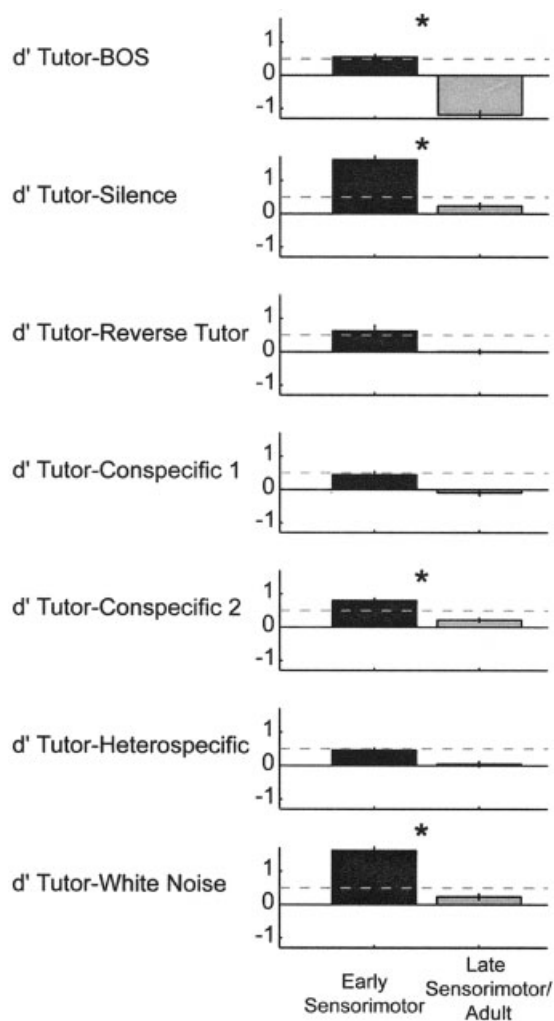 *
d' Tutor-BOS
1
0
-1
*
d' Tutor-Silence
1
0
-1
d' Tutor-Reverse Tutor
1
0
-1
d' Tutor-Conspecific 1
1
0
-1
*
d' Tutor-Conspecific 2
1
0
-1
d' Tutor-Heterospecific
1
0
-1
*
d' Tutor-White Noise
1
0
-1
Early
Sensorimotor
Late
Sensorimotor/
Adult